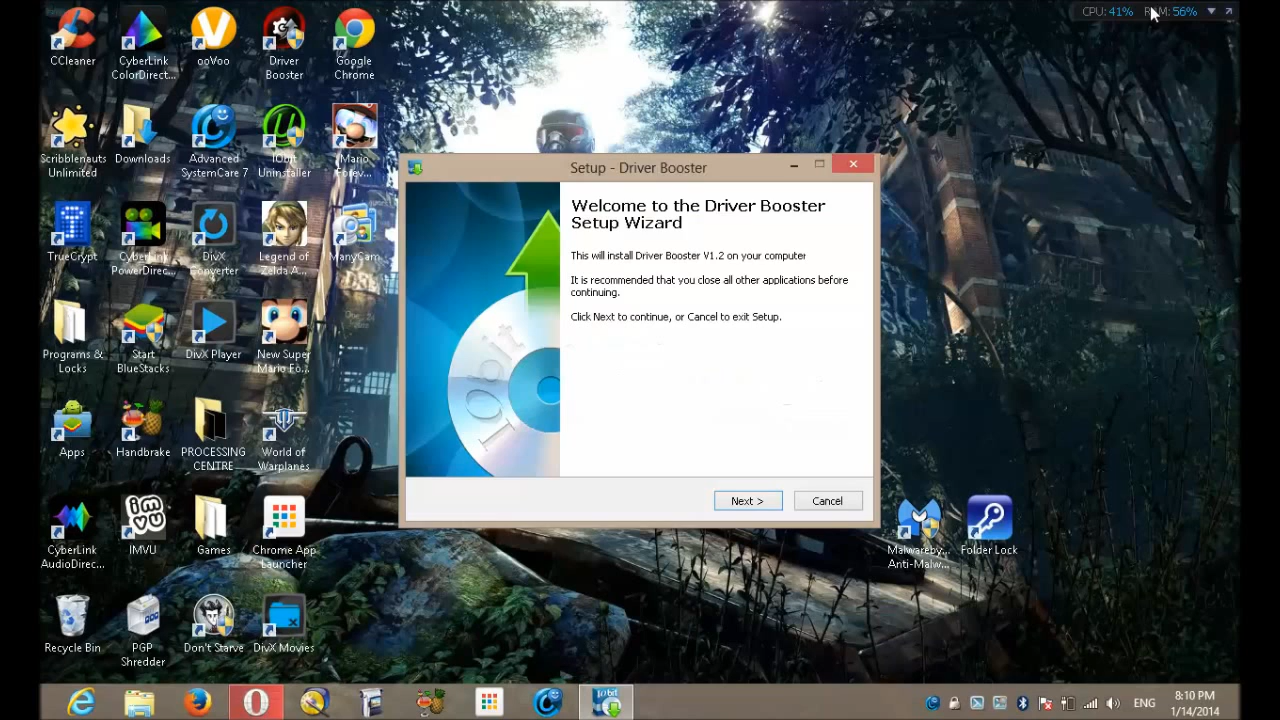 CPU: 41% RAM: 56%
CCleaner
CyberLink
ColorDirect...
ooVoo
Driver
Booster
Google
Chrome
Scribblenauts
Unlimited
Downloads
Advanced
SystemCare 7
IObit
Uninstaller
Mario
Forev...
TrueCrypt
CyberLink
PowerDirec...
DivX
Converter
Legend of
Zelda A...
ManyCam
Programs &
Locks
Start
BlueStacks
DivX Player
New Super
Mario Fo...
Apps
Handbrake
PROCESSING
CENTRE
World of
Warplanes
CyberLink
AudioDirec...
IMVU
Games
Chrome App
Launcher
Recycle Bin
PGP
Shredder
Don't Starve
DivX Movies
Setup - Driver Booster
Welcome to the Driver Booster
Setup Wizard
This will install Driver Booster V1.2 on your computer
It is recommended that you close all other applications before
continuing.
Click Next to continue, or Cancel to exit Setup.
IObit
Next >
Cancel
Malwareby...
Anti-Malw...
Folder Lock
ENG
8:10 PM
1/14/2014